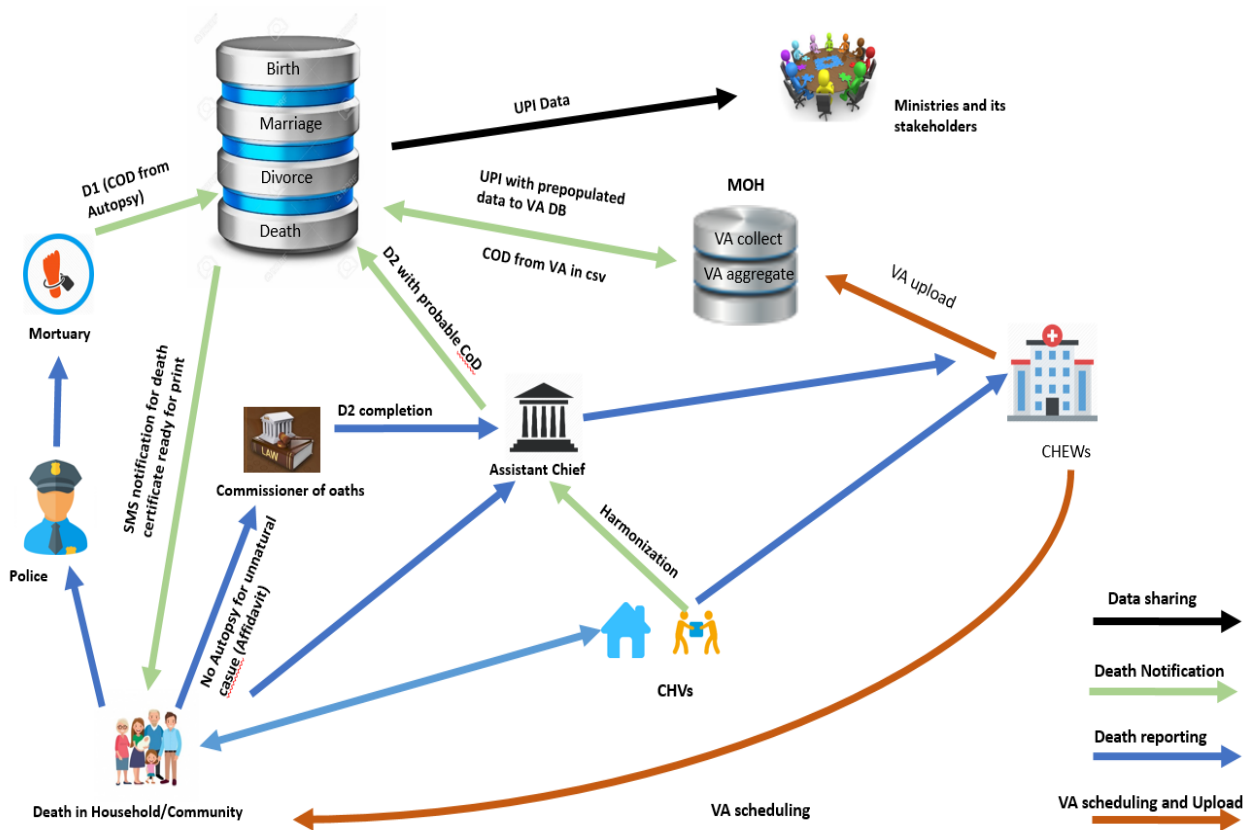 Birth
Marriage
Divorce
Death
UPI Data
Ministries and its
stakeholders
D1 (COD from
Autopsy)
UPI with prepopulated
data to VA DB
COD from VA in csv
MOH
VA collect
VA aggregate
VA upload
Mortuary
D2 with probable CoD
SMS notification for death
certificate ready for print
D2 completion
LAW
Commissioner of oaths
Assistant Chief
CHEWs
Police
No Autopsy for unnatural
casue (Affidavit)
Harmonization
CHVs
Death in Household/Community
VA scheduling
Data sharing
Death Notification
Death reporting
VA scheduling and Upload